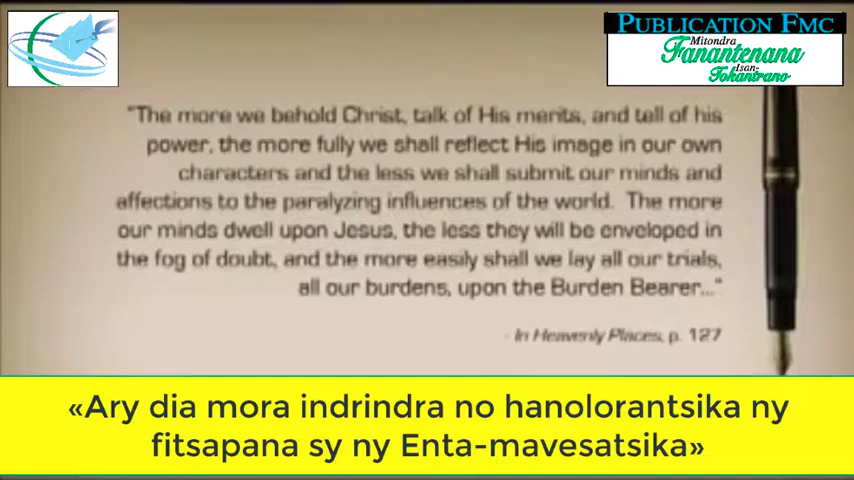 PUBLICATION FMC
Mitondra
Fanantenana
Isan-
Tokantrano
"The more we behold Christ, talk of His merits, and tell of his
power, the more fully we shall reflect His image in our own
characters and the less we shall submit our minds and
affections to the paralyzing influences of the world. The more
our minds dwell upon Jesus, the less they will be enveloped in
the fog of doubt, and the more easily shall we lay all our trials,
all our burdens, upon the Burden Bearer..."
- In Heavenly Places, p. 127
«Ary dia mora indrindra no hanolorantsika ny
fitsapana sy ny Enta-mavesatsika»